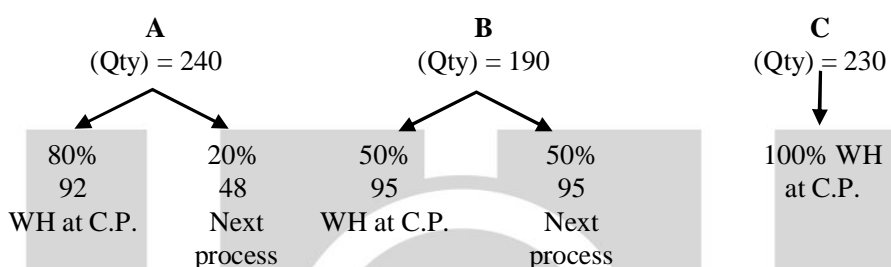 A B C
(Qty) = 240 (Qty) = 190 (Qty) = 230
80% 20% 50% 50% 100% WH
92 48 95 95 at C.P.
WH at C.P. Next WH at C.P. Next
process process